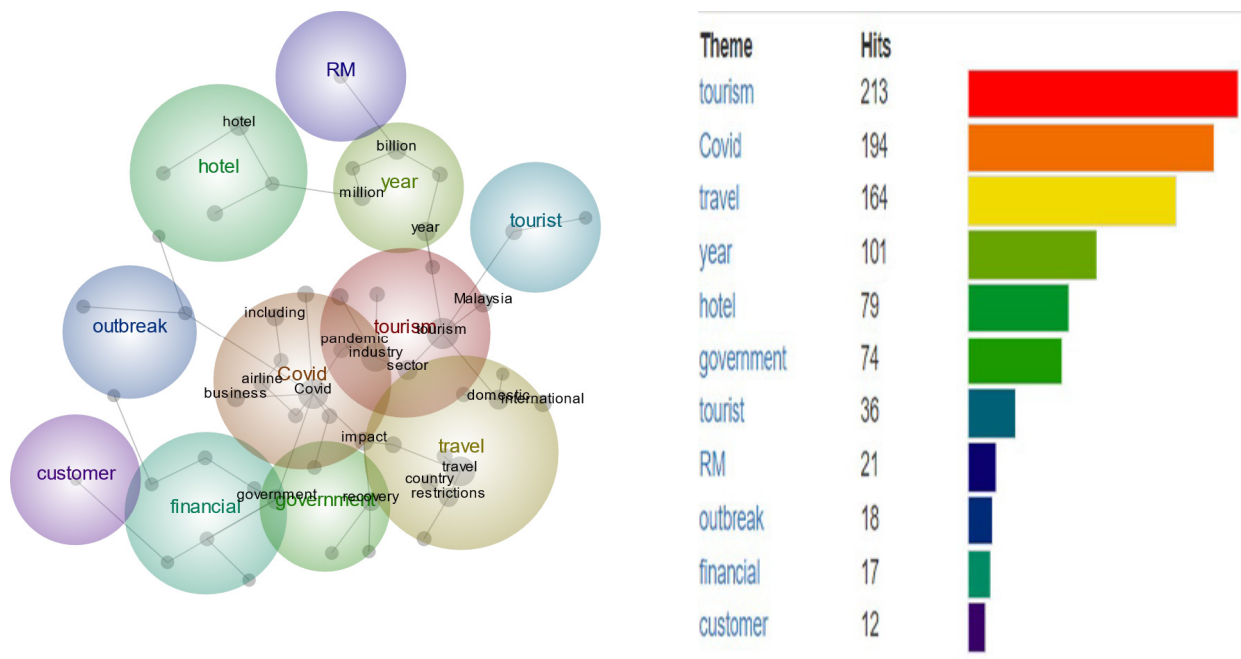 RM
hotel
hotel
billion
million
year
year
tourist
Malaysia
outbreak
including
tourism
tourism
pandemic
industry
sector
Covid
airline
Covid
business
domestic
international
impact
travel
travel
country
restrictions
customer
financial
government
government
recovery
Theme Hits
tourism 213
Covid 194
travel 164
year 101
hotel 79
government 74
tourist 36
RM 21
outbreak 18
financial 17
customer 12